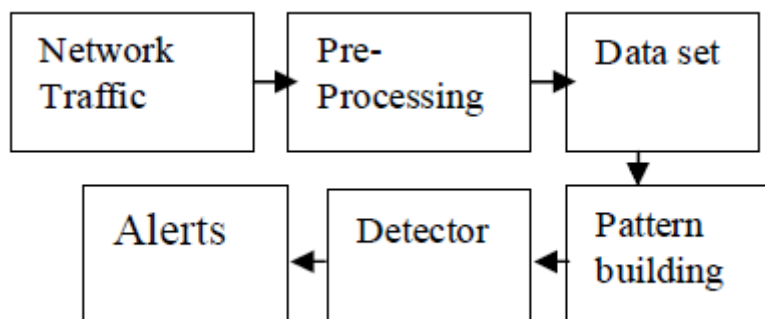 Network
Traffic
Pre-
Processing
Data set
Alerts
Detector
Pattern
building